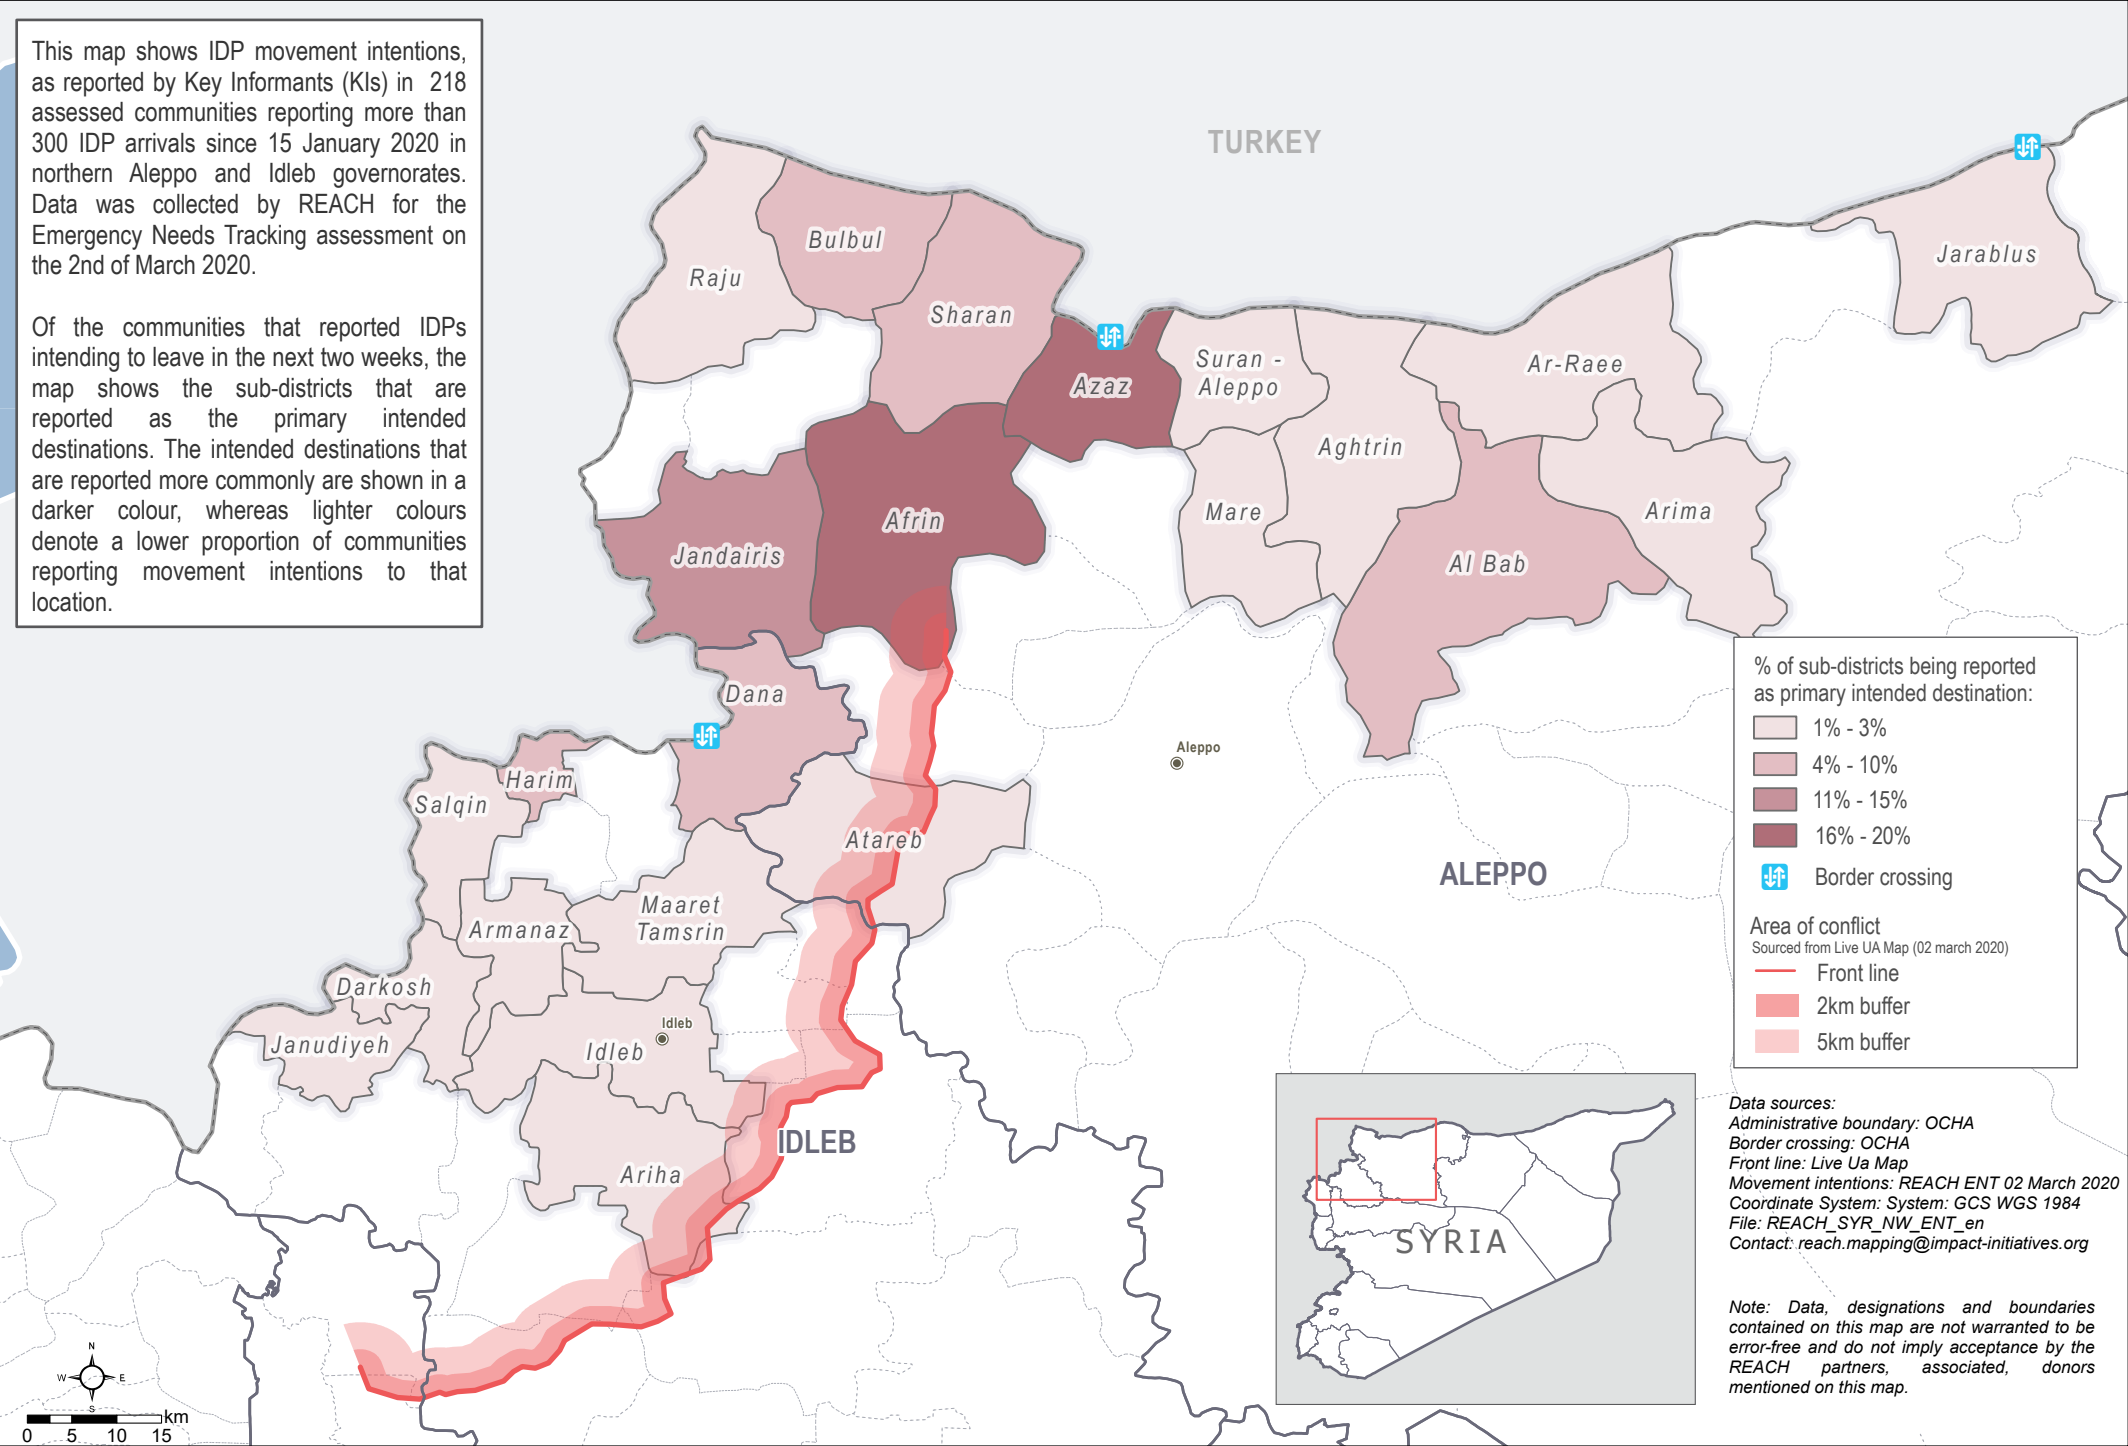 This map shows IDP movement intentions,
as reported by Key Informants (KIs) in 218
assessed communities reporting more than
300 IDP arrivals since 15 January 2020 in
northern Aleppo and Idleb governorates.
Data was collected by REACH for the
Emergency Needs Tracking assessment on
the 2nd of March 2020.
Of the communities that reported IDPs
intending to leave in the next two weeks, the
map shows the sub-districts that are
reported as the primary intended
destinations. The intended destinations that
are reported more commonly are shown in a
darker colour, whereas lighter colours
denote a lower proportion of communities
reporting movement intentions to that
location.
TURKEY
Bulbul
Raju
Sharan
Jarablus
Azaz
Suran -
Aleppo
Ar-Raee
Aghtrin
Afrin
Mare
Arima
Jandairis
Al Bab
Dana
Aleppo
Harim
Salqin
Atareb
ALEPPO
Maaret
Tamsrin
Armanaz
Darkosh
Janudiyeh
Idleb
Idleb
IDLEB
Ariha
% of sub-districts being reported
as primary intended destination:
1% - 3%
4% - 10%
11% - 15%
16% - 20%
Border crossing
Area of conflict
Sourced from Live UA Map (02 march 2020)
Front line
2km buffer
5km buffer
SYRIA
Data sources:
Administrative boundary: OCHA
Border crossing: OCHA
Front line: Live Ua Map
Movement intentions: REACH ENT 02 March 2020
Coordinate System: System: GCS WGS 1984
File: REACH_SYR_NW_ENT_en
Contact: reach.mapping@impact-initiatives.org
Note: Data, designations and boundaries
contained on this map are not warranted to be
error-free and do not imply acceptance by the
REACH partners, associated, donors
mentioned on this map.
N
W E
S
km
0 5 10 15